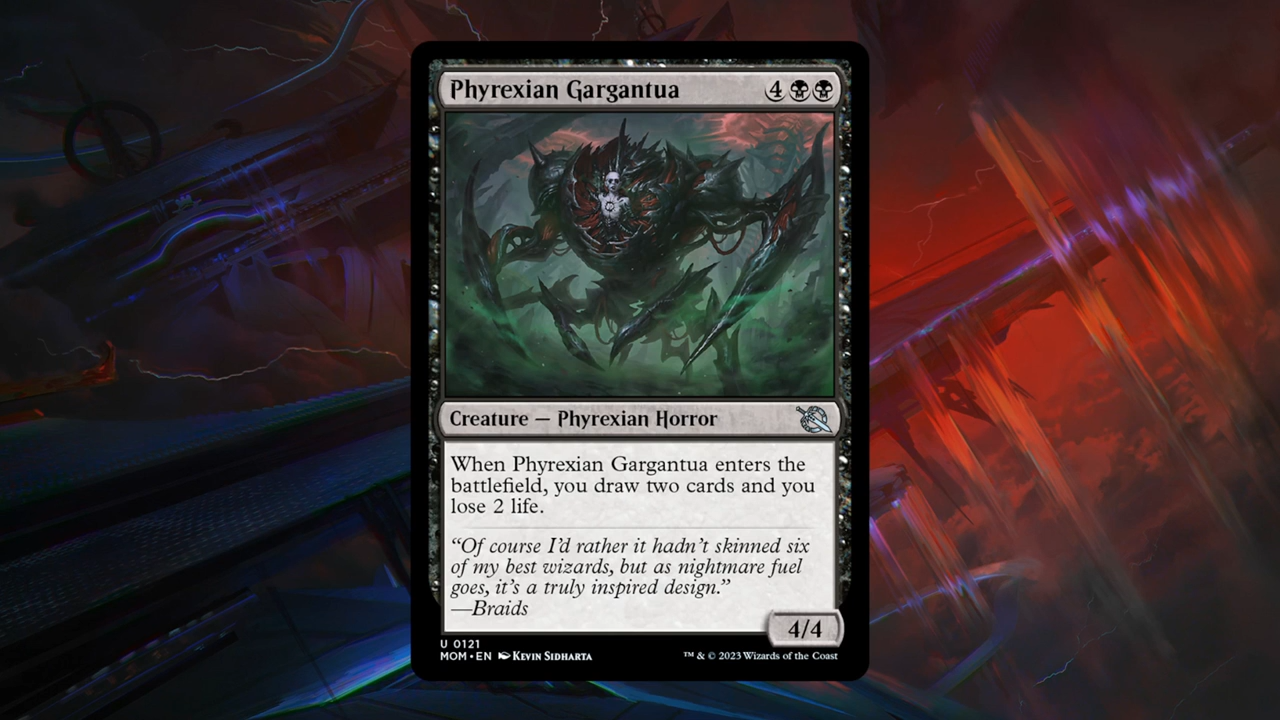 Phyrexian Gargantua 4
Creature — Phyrexian Horror
When Phyrexian Gargantua enters the
battlefield, you draw two cards and you
lose 2 life.
“Of course I’d rather it hadn’t skinned six
of my best wizards, but as nightmare fuel
goes, it’s a truly inspired design.”
—Braids
4/4
U 0121
MOM • EN Kevin Sidharta
™ & © 2023 Wizards of the Coast